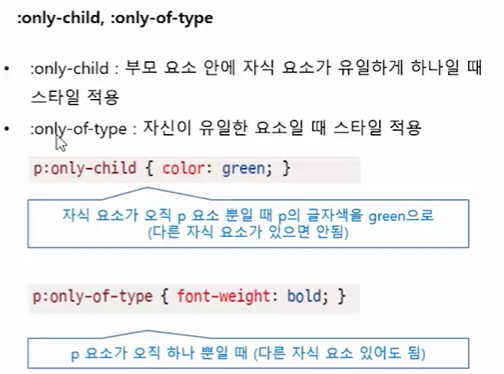 :only-child, :only-of-type
• :only-child : 부모 요소 안에 자식 요소가 유일하게 하나일 때
스타일 적용
• :only-of-type : 자신이 유일한 요소일 때 스타일 적용
p:only-child { color: green; }
자식 요소가 오직 p 요소 뿐일 때 p의 글자색을 green으로
(다른 자식 요소가 있으면 안됨)
p:only-of-type { font-weight: bold; }
p 요소가 오직 하나 뿐일 때 (다른 자식 요소 있어도 됨)